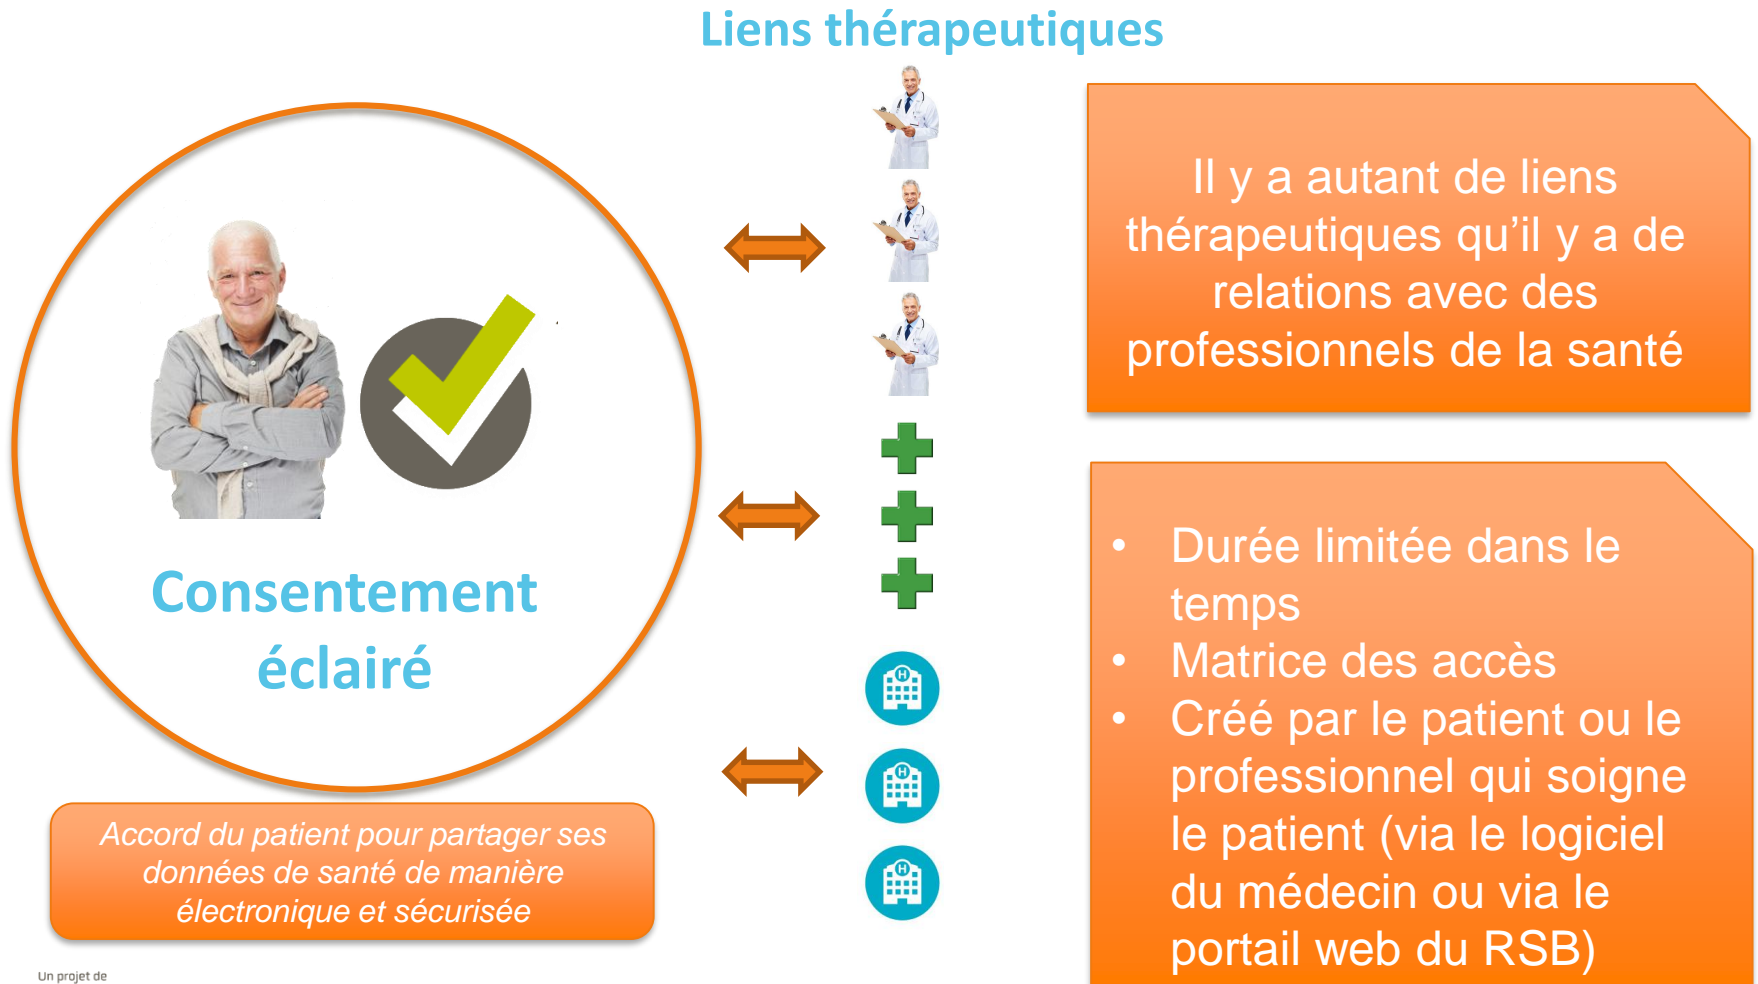 Liens thérapeutiques
Consentement
éclairé
Accord du patient pour partager ses
données de santé de manière
électronique et sécurisée
Un projet de
Il y a autant de liens
thérapeutiques qu’il y a de
relations avec des
professionnels de la santé
• Durée limitée dans le
temps
• Matrice des accès
• Créé par le patient ou le
professionnel qui soigne
le patient (via le logiciel
du médecin ou via le
portail web du RSB)
H
H
H